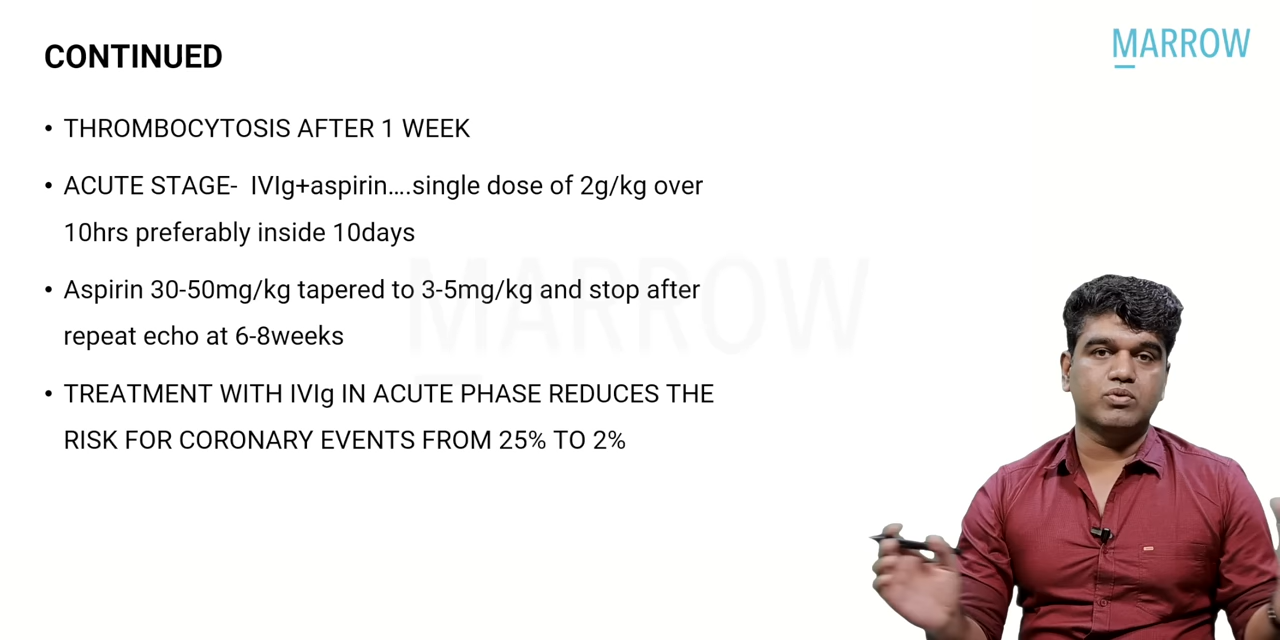 CONTINUED
MARROW
• THROMBOCYTOSIS AFTER 1 WEEK
• ACUTE STAGE- IVIg+aspirin....single dose of 2g/kg over
10hrs preferably inside 10days
• Aspirin 30-50mg/kg tapered to 3-5mg/kg and stop after
repeat echo at 6-8weeks
MARROW
• TREATMENT WITH IVIg IN ACUTE PHASE REDUCES THE
RISK FOR CORONARY EVENTS FROM 25% TO 2%